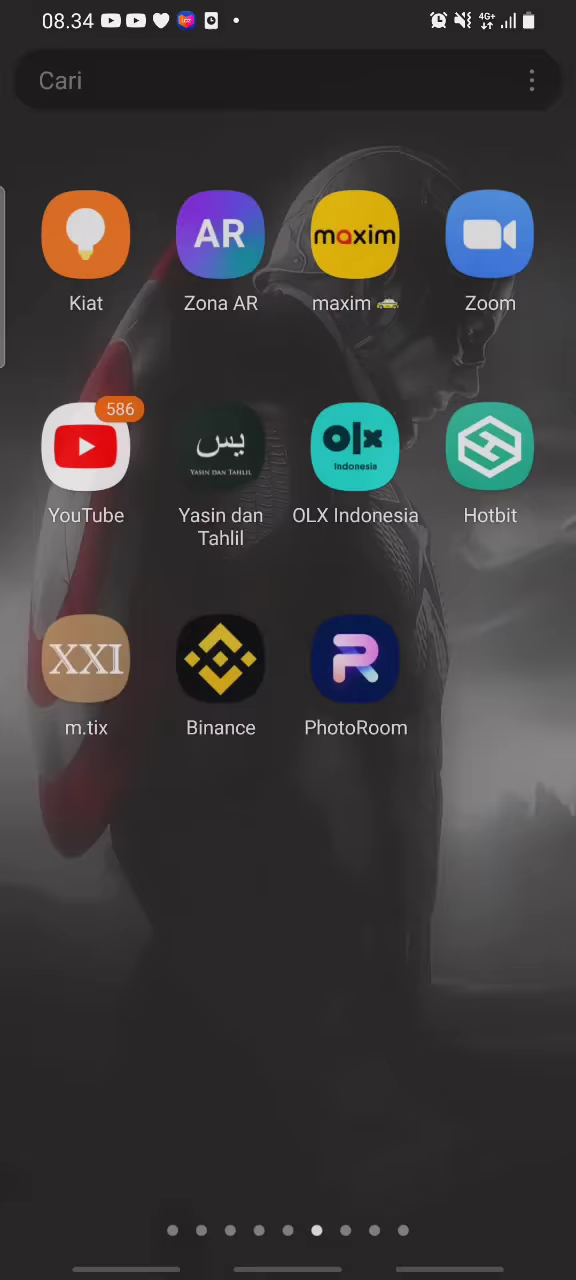 08.34
4G+
Cari
AR
maxim
Kiat
Zona AR
maxim 🚕
Zoom
586
يس
YASIN DAN TAHLIL
olx
Indonesia
YouTube
Yasin dan
Tahlil
OLX Indonesia
Hotbit
XXI
m.tix
Binance
PhotoRoom